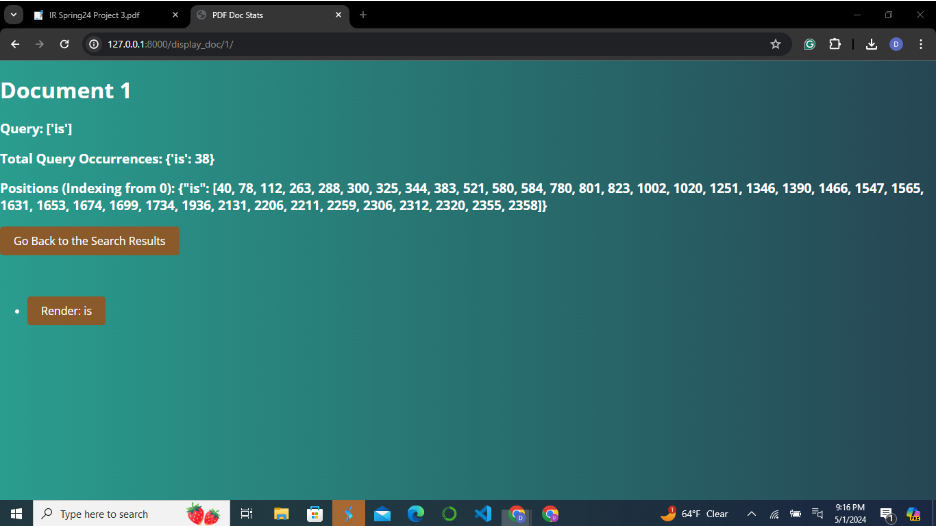 IR Spring24 Project 3.pdf
PDF Doc Stats
127.0.0.1:8000/display_doc/1/
Document 1
Query: ['is']
Total Query Occurrences: {'is': 38}
Positions (Indexing from 0): {"is": [40, 78, 112, 263, 288, 300, 325, 344, 383, 521, 580, 584, 780, 801, 823, 1002, 1020, 1251, 1346, 1390, 1466, 1547, 1565,
1631, 1653, 1674, 1699, 1734, 1936, 2131, 2206, 2211, 2259, 2306, 2312, 2320, 2355, 2358]}
Go Back to the Search Results
Render: is
Type here to search
64°F Clear
9:16 PM
5/1/2024